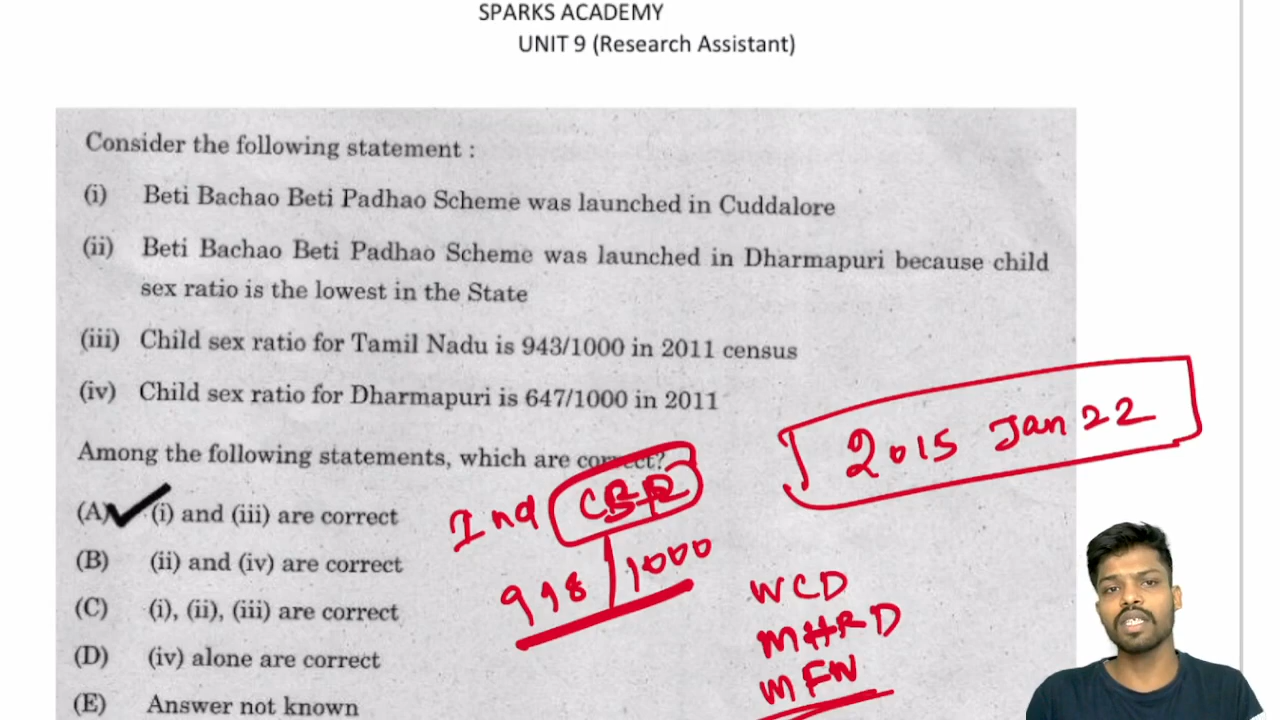 SPARKS ACADEMY
UNIT 9 (Research Assistant)
Consider the following statement :
(i) Beti Bachao Beti Padhao Scheme was launched in Cuddalore
(ii) Beti Bachao Beti Padhao Scheme was launched in Dharmapuri because child
sex ratio is the lowest in the State
(iii) Child sex ratio for Tamil Nadu is 943/1000 in 2011 census
(iv) Child sex ratio for Dharmapuri is 647/1000 in 2011
2015 Jan 22
Among the following statements, which are correct?
Ind
(A) (i) and (iii) are correct
(B) (ii) and (iv) are correct
918/1000
WCD
(C) (i), (ii), (iii) are correct
MHRD
(D) (iv) alone are correct
(E) Answer not known